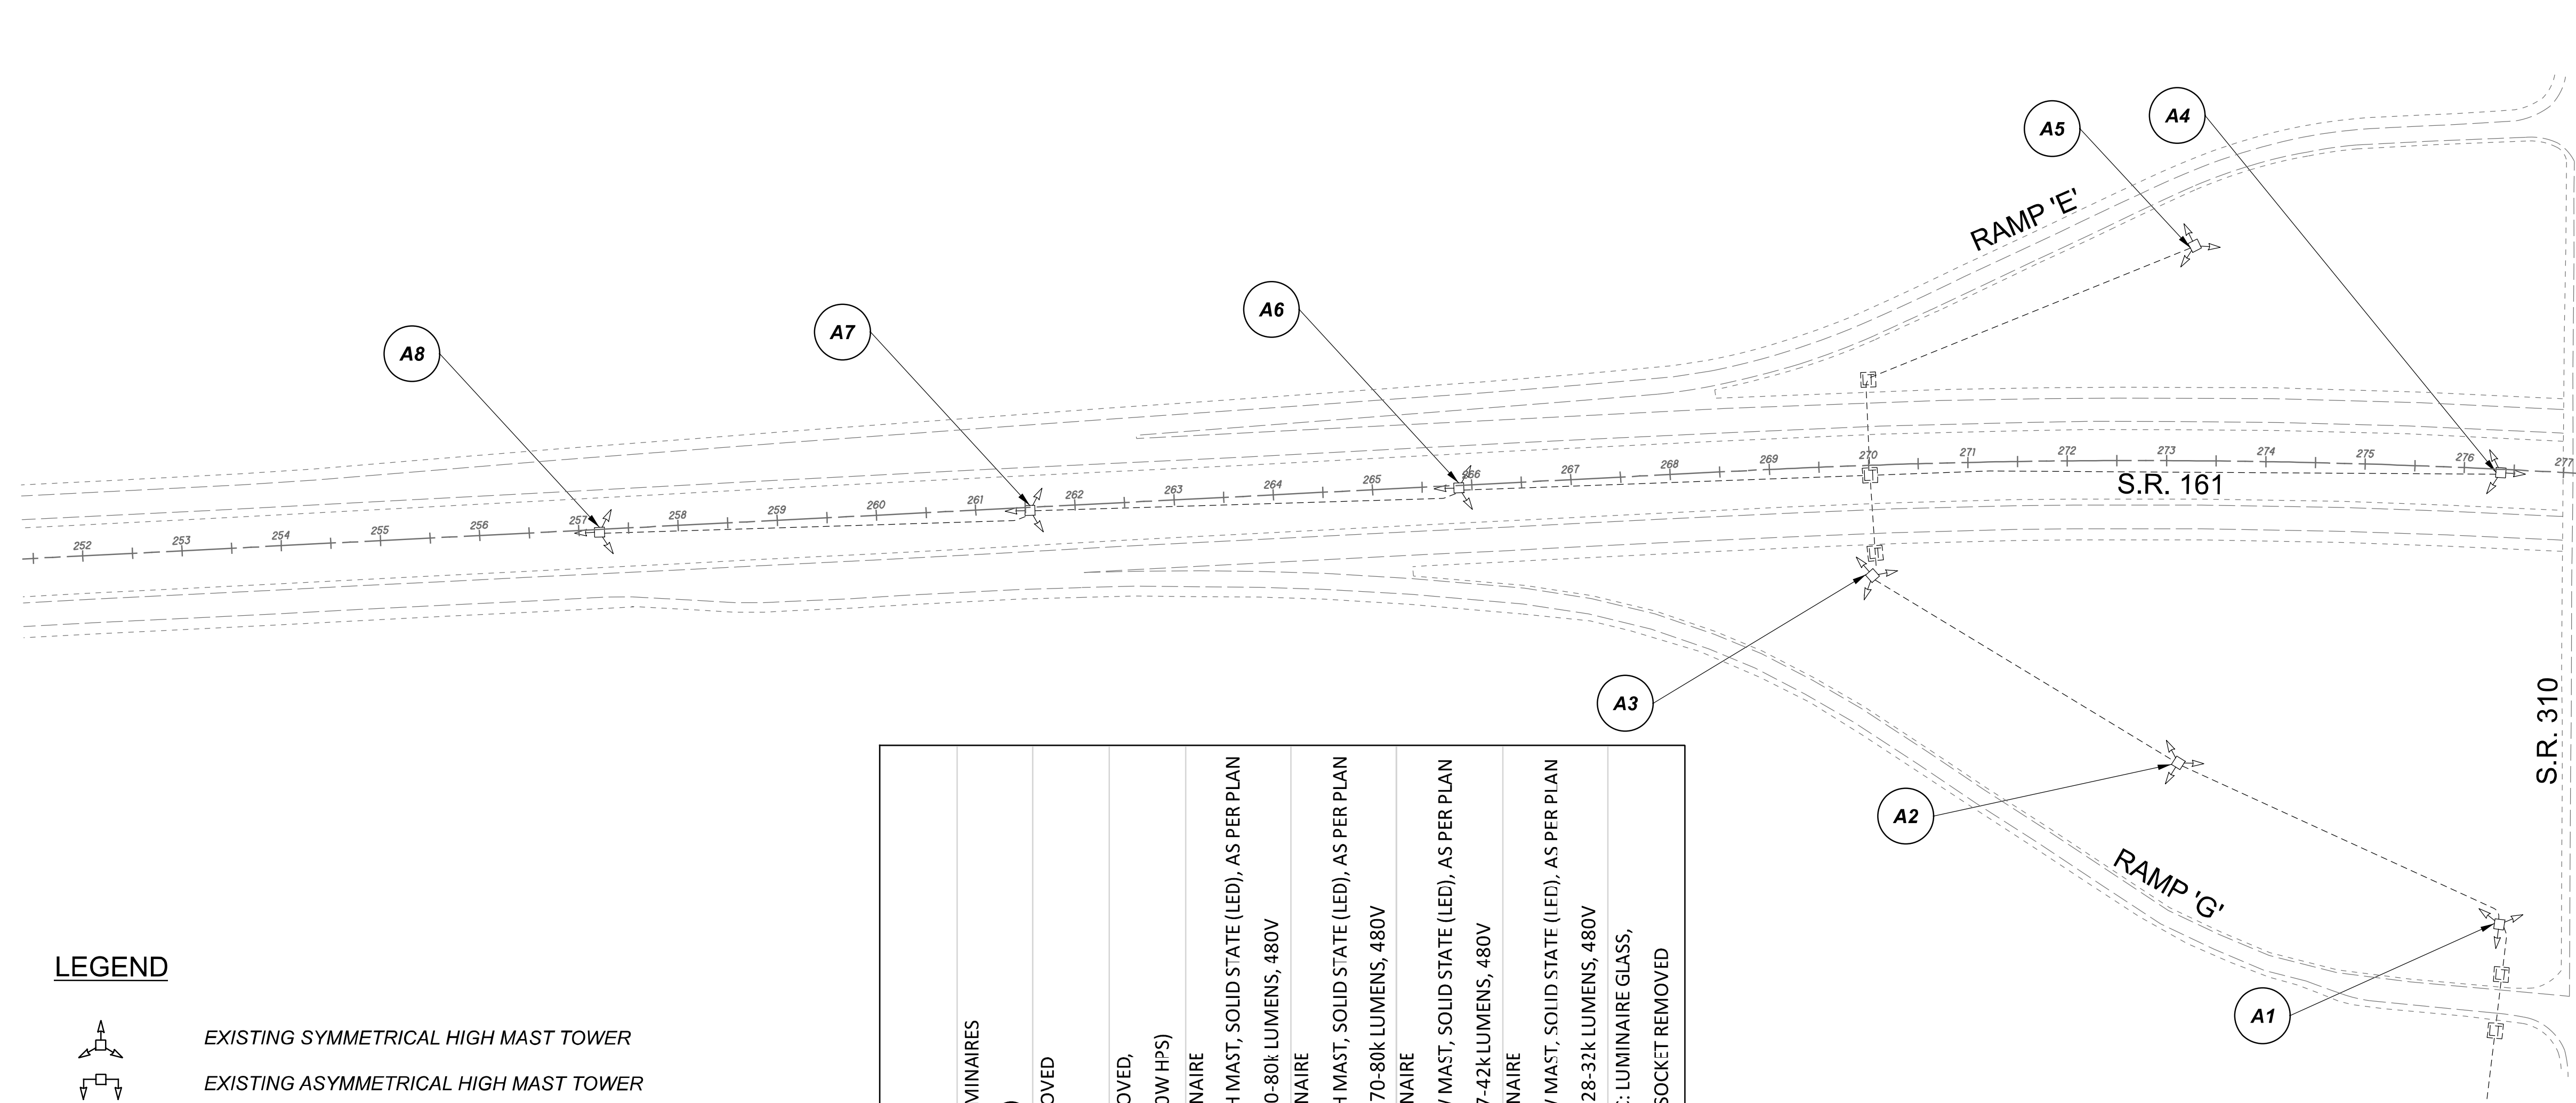 A5
A4
RAMP 'E'
A6
A7
A8
252
253
254
255
256
257
258
259
260
261
262
263
264
265
266
267
268
269
270
271
272
273
274
275
276
277
S.R. 161
A3
S.R. 310
A2
RAMP 'G'
A1
LEGEND
EXISTING SYMMETRICAL HIGH MAST TOWER
EXISTING ASYMMETRICAL HIGH MAST TOWER
MAST, SOLID STATE (LED), AS PER PLAN
0-80k LUMENS, 480V
MAST, SOLID STATE (LED), AS PER PLAN
70-80k LUMENS, 480V
MAST, SOLID STATE (LED), AS PER PLAN
7-42k LUMENS, 480V
MAST, SOLID STATE (LED), AS PER PLAN
28-32k LUMENS, 480V
LUMINAIRE GLASS,
SOCKET REMOVED